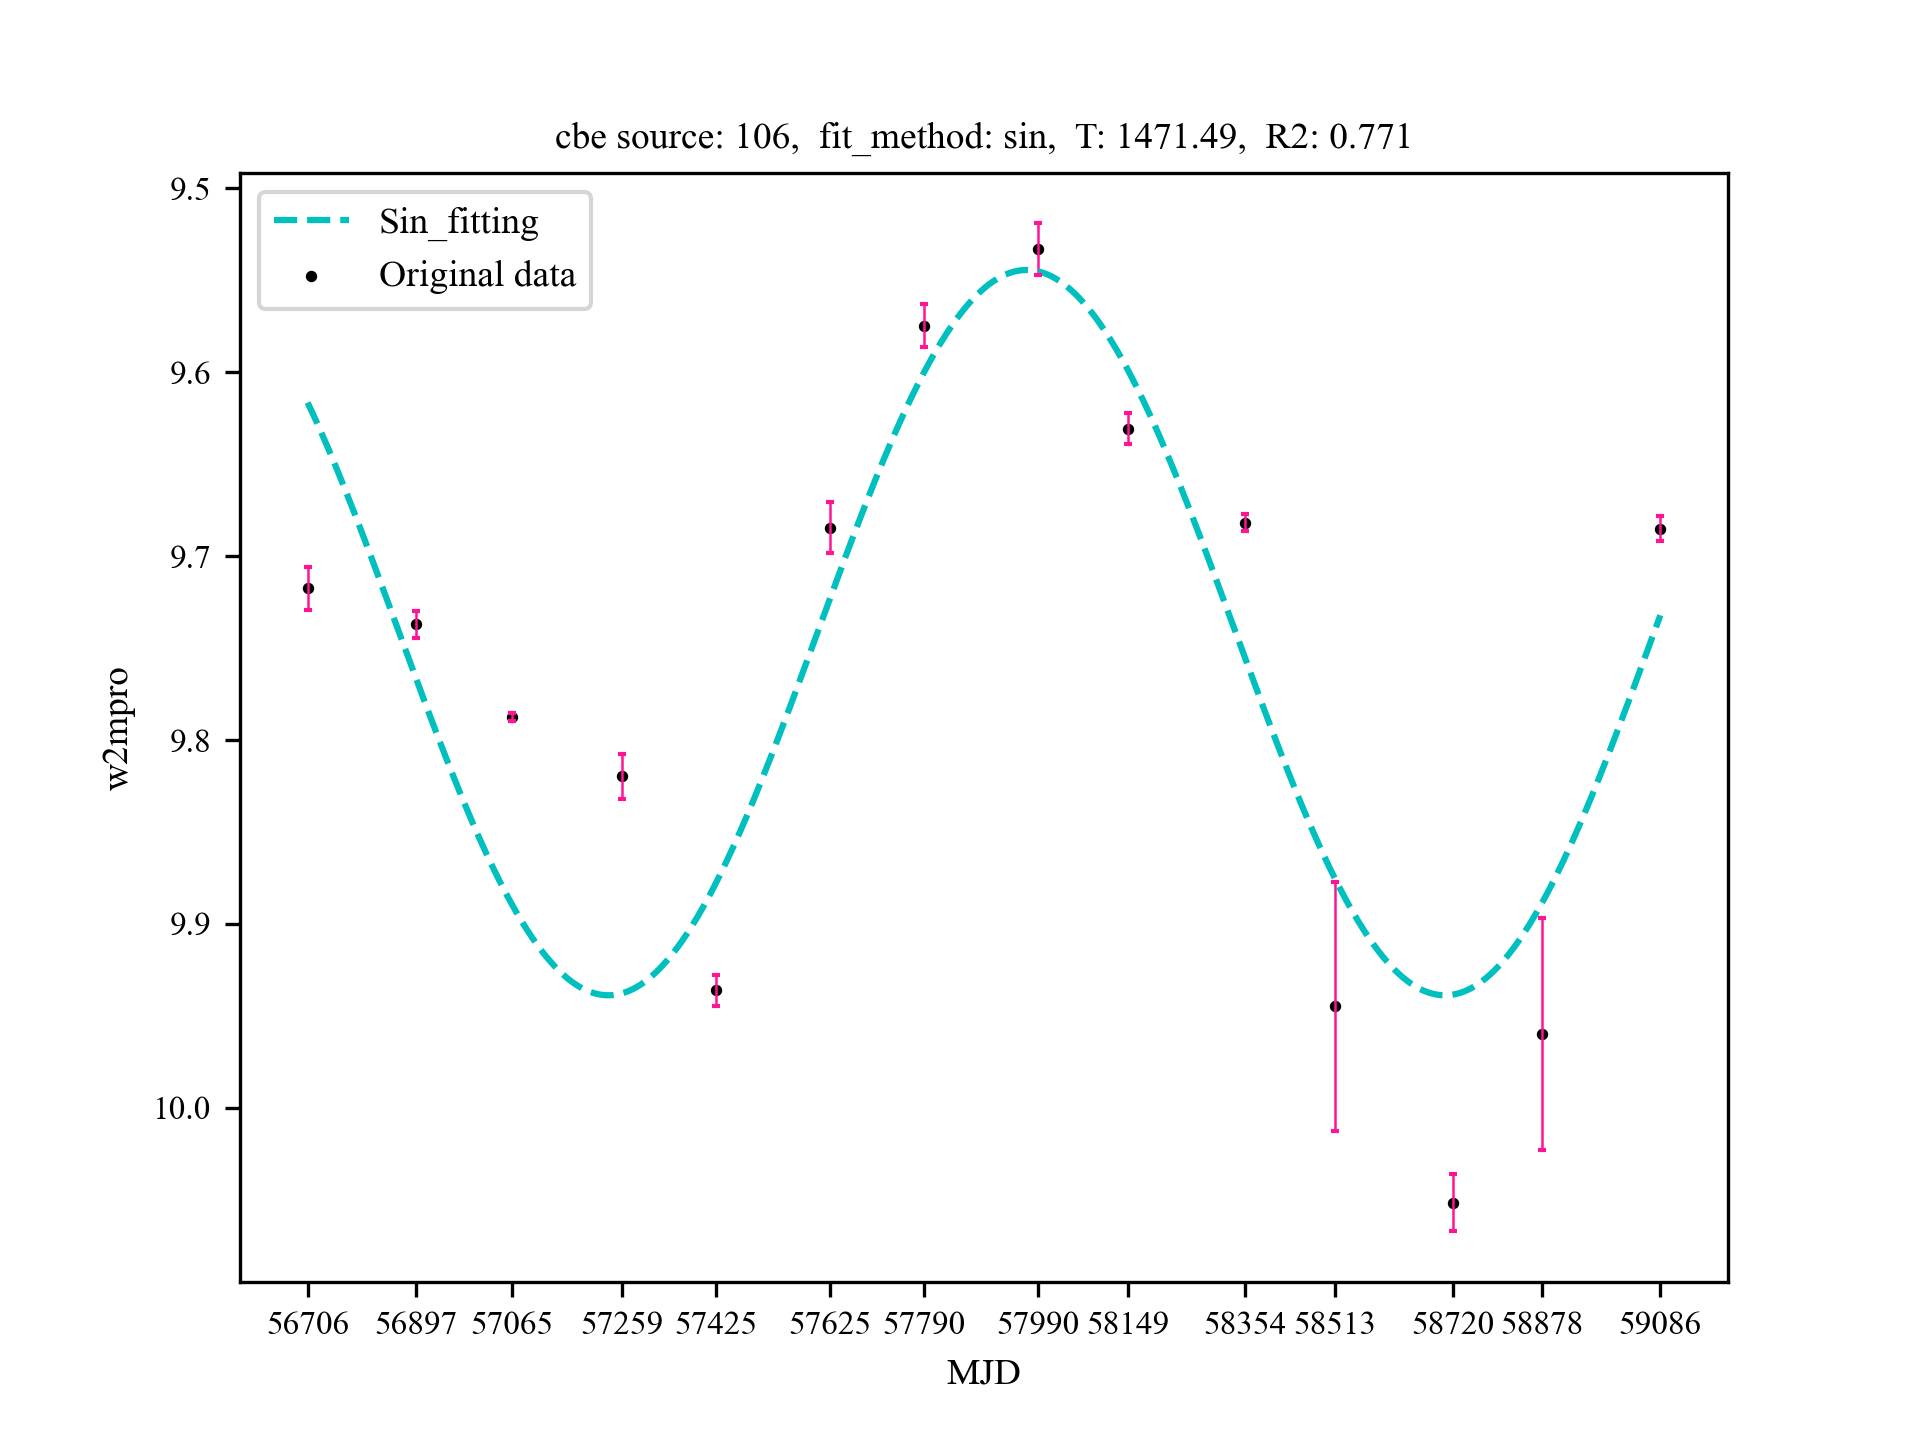 cbe source: 106,  fit_method: sin,  T: 1471.49,  R2: 0.771
Sin_fitting
Original data
9.5
9.6
9.7
9.8
9.9
10.0
w2mpro
56706 56897 57065 57259 57425 57625 57790 57990 58149 58354 58513 58720 58878 59086
MJD